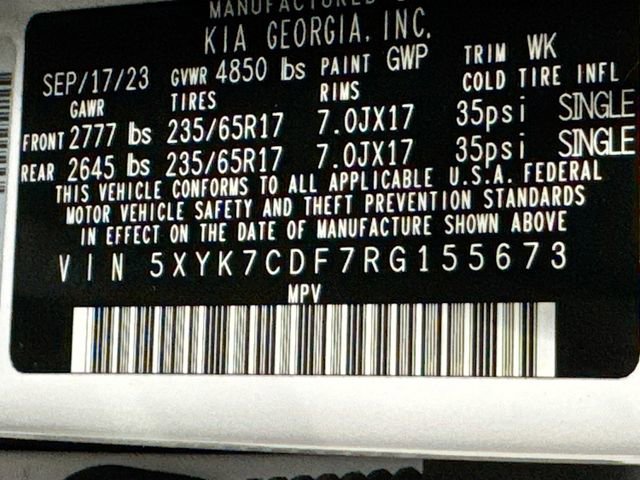 MANUFACTURED
KIA GEORGIA, INC.
SEP/17/23 GVWR 4850 lbs PAINT GWP TRIM WK
GAWR TIRES RIMS COLD TIRE INFL
FRONT 2777 lbs 235/65R17 7.0JX17 35psi SINGLE
REAR 2645 lbs 235/65R17 7.0JX17 35psi SINGLE
THIS VEHICLE CONFORMS TO ALL APPLICABLE U.S.A. FEDERAL
MOTOR VEHICLE SAFETY AND THEFT PREVENTION STANDARDS
IN EFFECT ON THE DATE OF MANUFACTURE SHOWN ABOVE
VIN 5XYK7CDF7RG155673
MPV